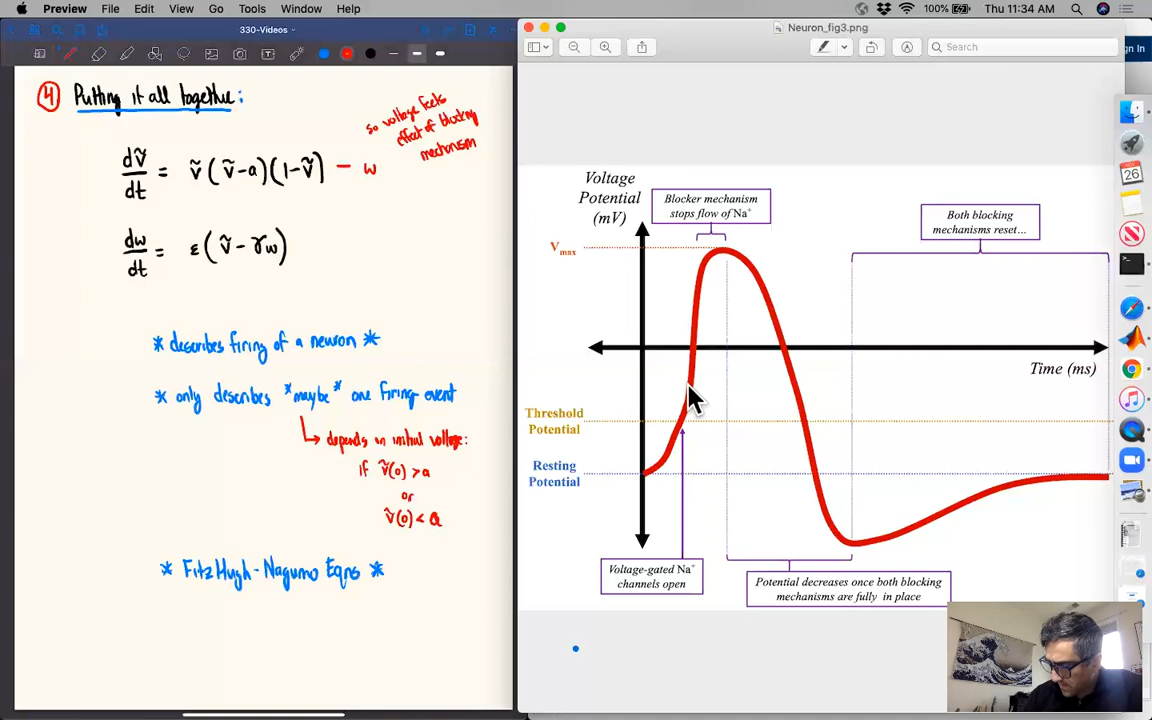 Preview File Edit View Go Tools Window Help
100% Thu 11:34 AM
330-Videos
Neuron_fig3.png
Search
Sign In
26
④ Putting it all together:
so voltage feels
effect of blocking
mechanism
dṽ/dt = ṽ(ṽ-a)(1-ṽ) - w
dw/dt = ε(ṽ-γw)
* describes firing of a neuron *
* only describes *maybe* one firing event
↳ depends on initial voltage:
if ṽ(0) > a
or
ṽ(0) < a
* FitzHugh-Nagumo Eqns *
Voltage
Potential
(mV)
Blocker mechanism
stops flow of Na⁺
Both blocking
mechanisms reset...
Vmax
Time (ms)
Threshold
Potential
Resting
Potential
Voltage-gated Na⁺
channels open
Potential decreases once both blocking
mechanisms are fully in place